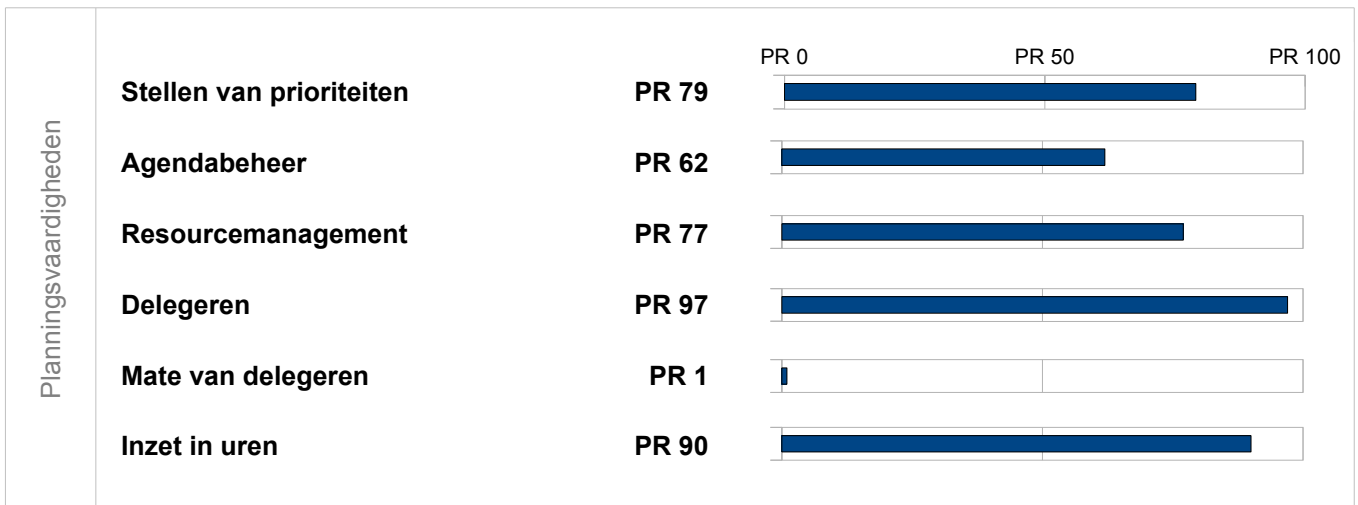 Planningsvaardigheden
PR 0 PR 50 PR 100
Stellen van prioriteiten PR 79
Agendabeheer PR 62
Resourcemanagement PR 77
Delegeren PR 97
Mate van delegeren PR 1
Inzet in uren PR 90